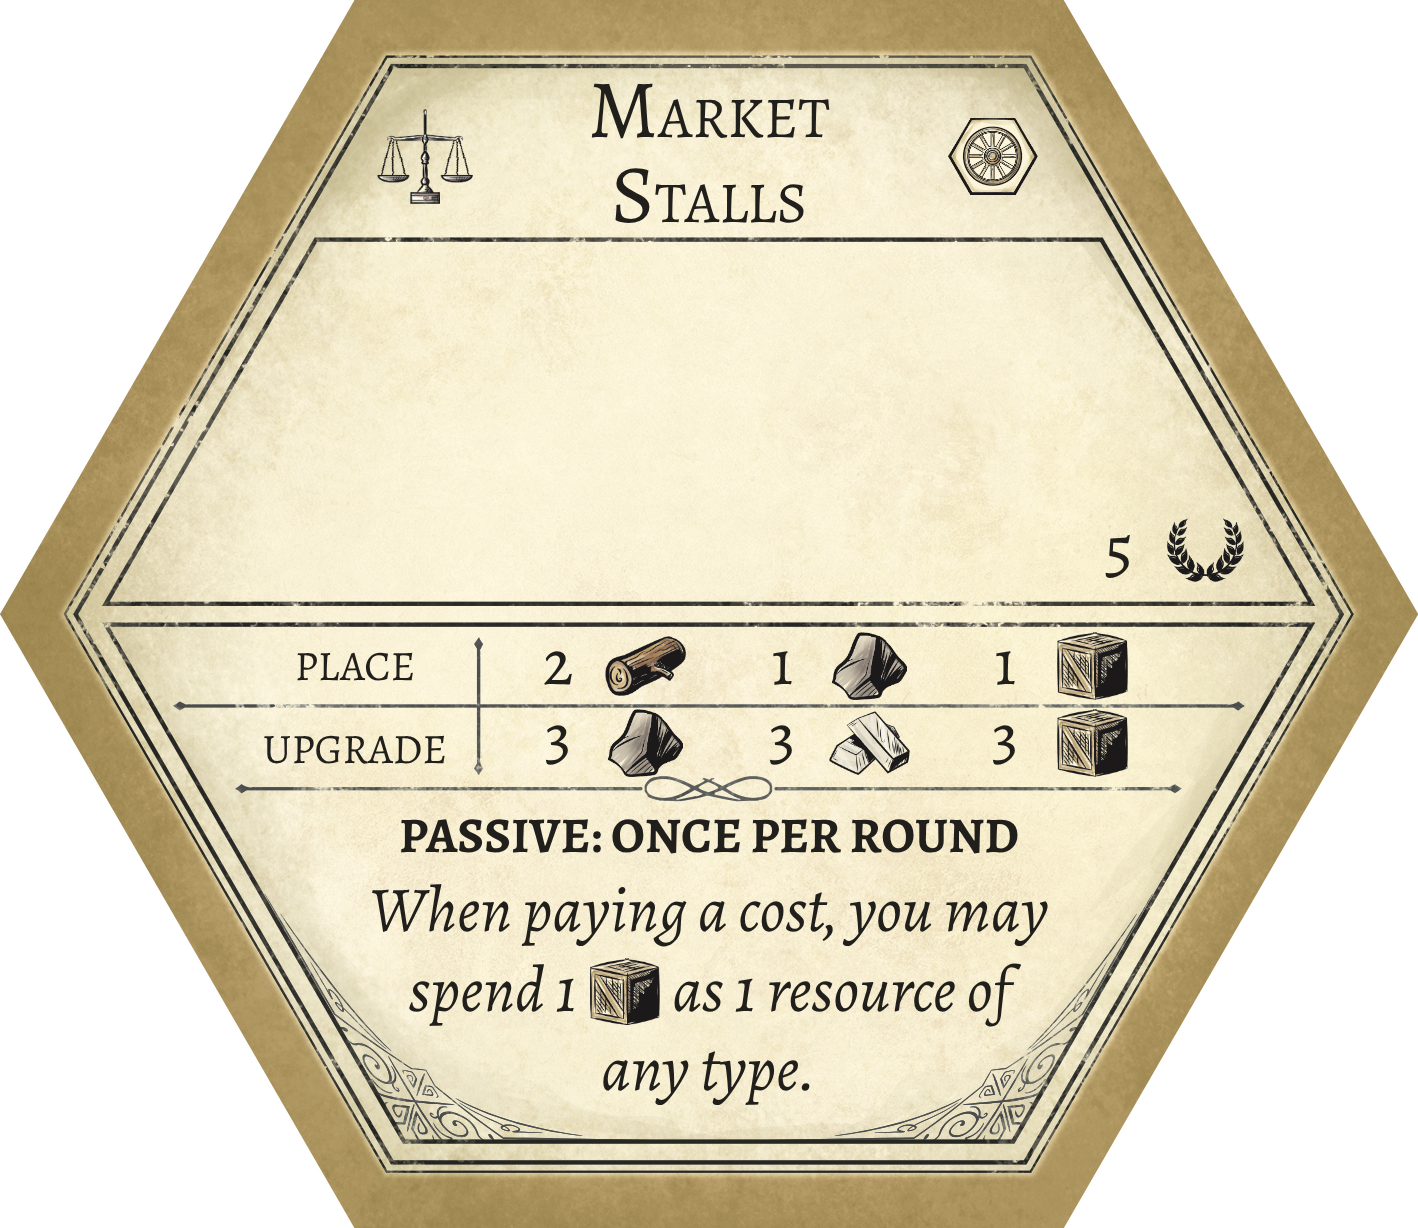 Market
Stalls
5
PLACE 2 1 1
UPGRADE 3 3 3
PASSIVE: ONCE PER ROUND
When paying a cost, you may
spend 1 as 1 resource of
any type.